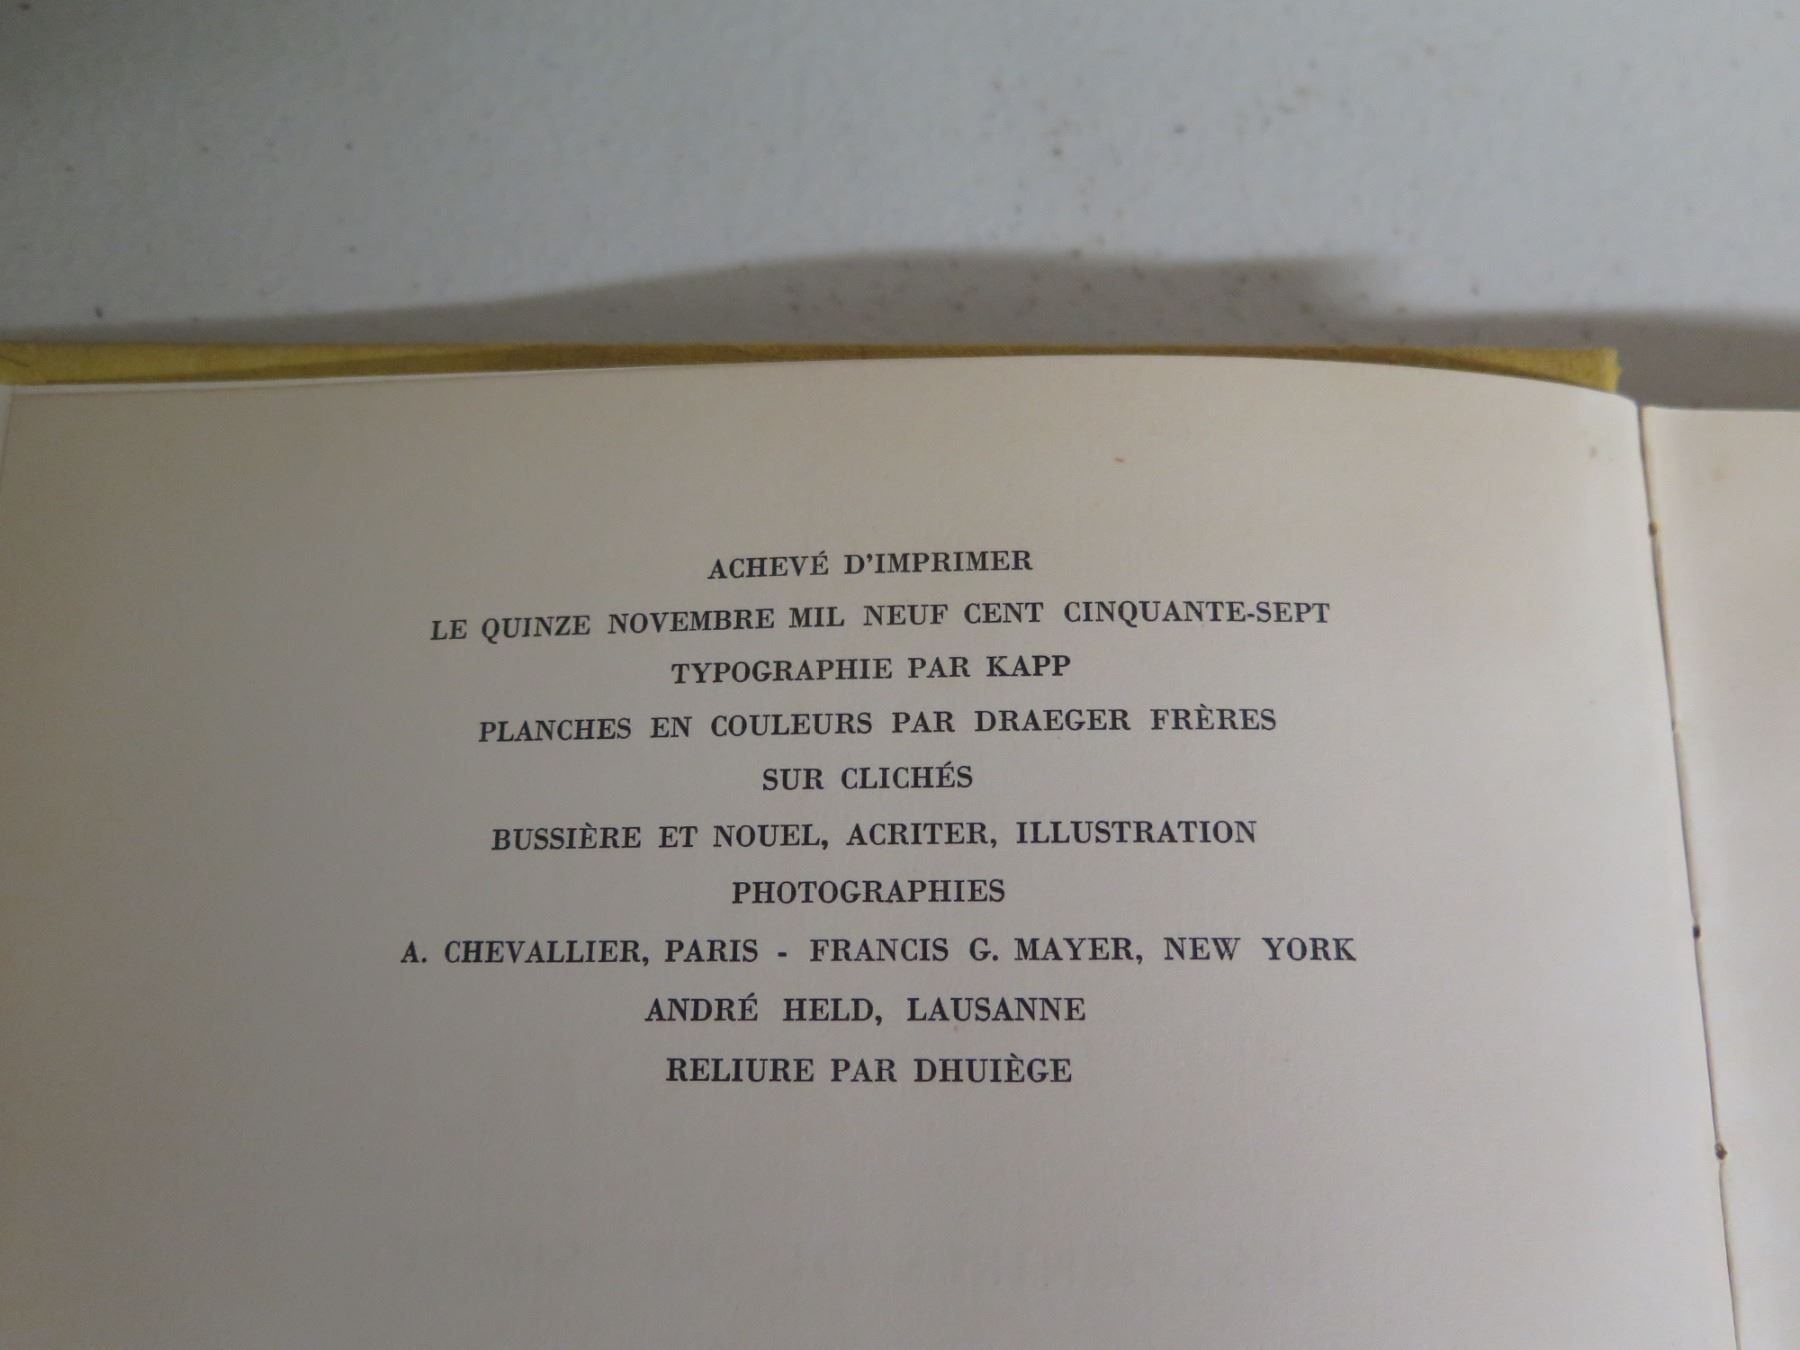 ACHEVÉ D'IMPRIMER
LE QUINZE NOVEMBRE MIL NEUF CENT CINQUANTE-SEPT
TYPOGRAPHIE PAR KAPP
PLANCHES EN COULEURS PAR DRAEGER FRÈRES
SUR CLICHÉS
BUSSIÈRE ET NOUEL, ACRITER, ILLUSTRATION
PHOTOGRAPHIES
A. CHEVALLIER, PARIS - FRANCIS G. MAYER, NEW YORK
ANDRÉ HELD, LAUSANNE
RELIURE PAR DHUIÈGE